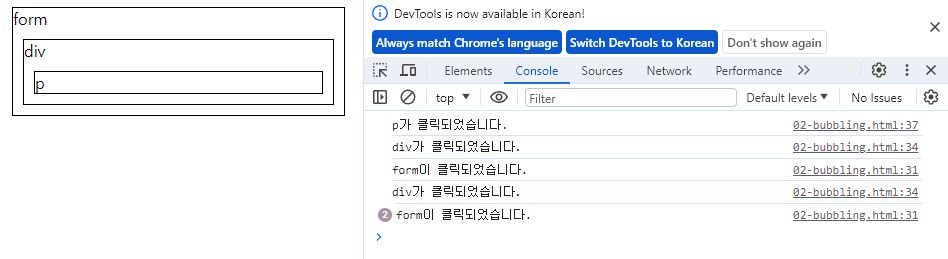 form
div
p
DevTools is now available in Korean!
Always match Chrome's language Switch DevTools to Korean Don't show again
Elements Console Sources Network Performance
top Filter Default levels No Issues
p가 클릭되었습니다. 02-bubbling.html:37
div가 클릭되었습니다. 02-bubbling.html:34
form이 클릭되었습니다. 02-bubbling.html:31
div가 클릭되었습니다. 02-bubbling.html:34
2 form이 클릭되었습니다. 02-bubbling.html:31